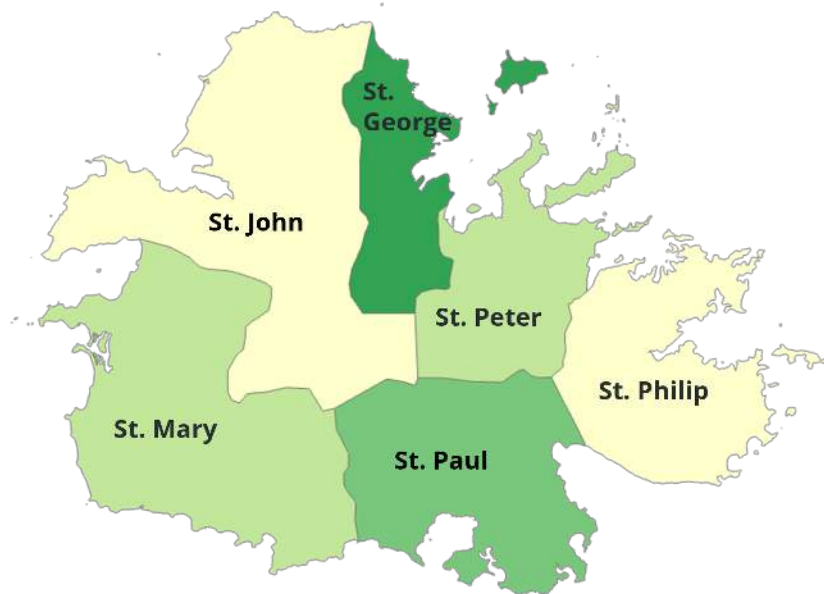 St.
George
St. John
St. Peter
St. Philip
St. Mary
St. Paul